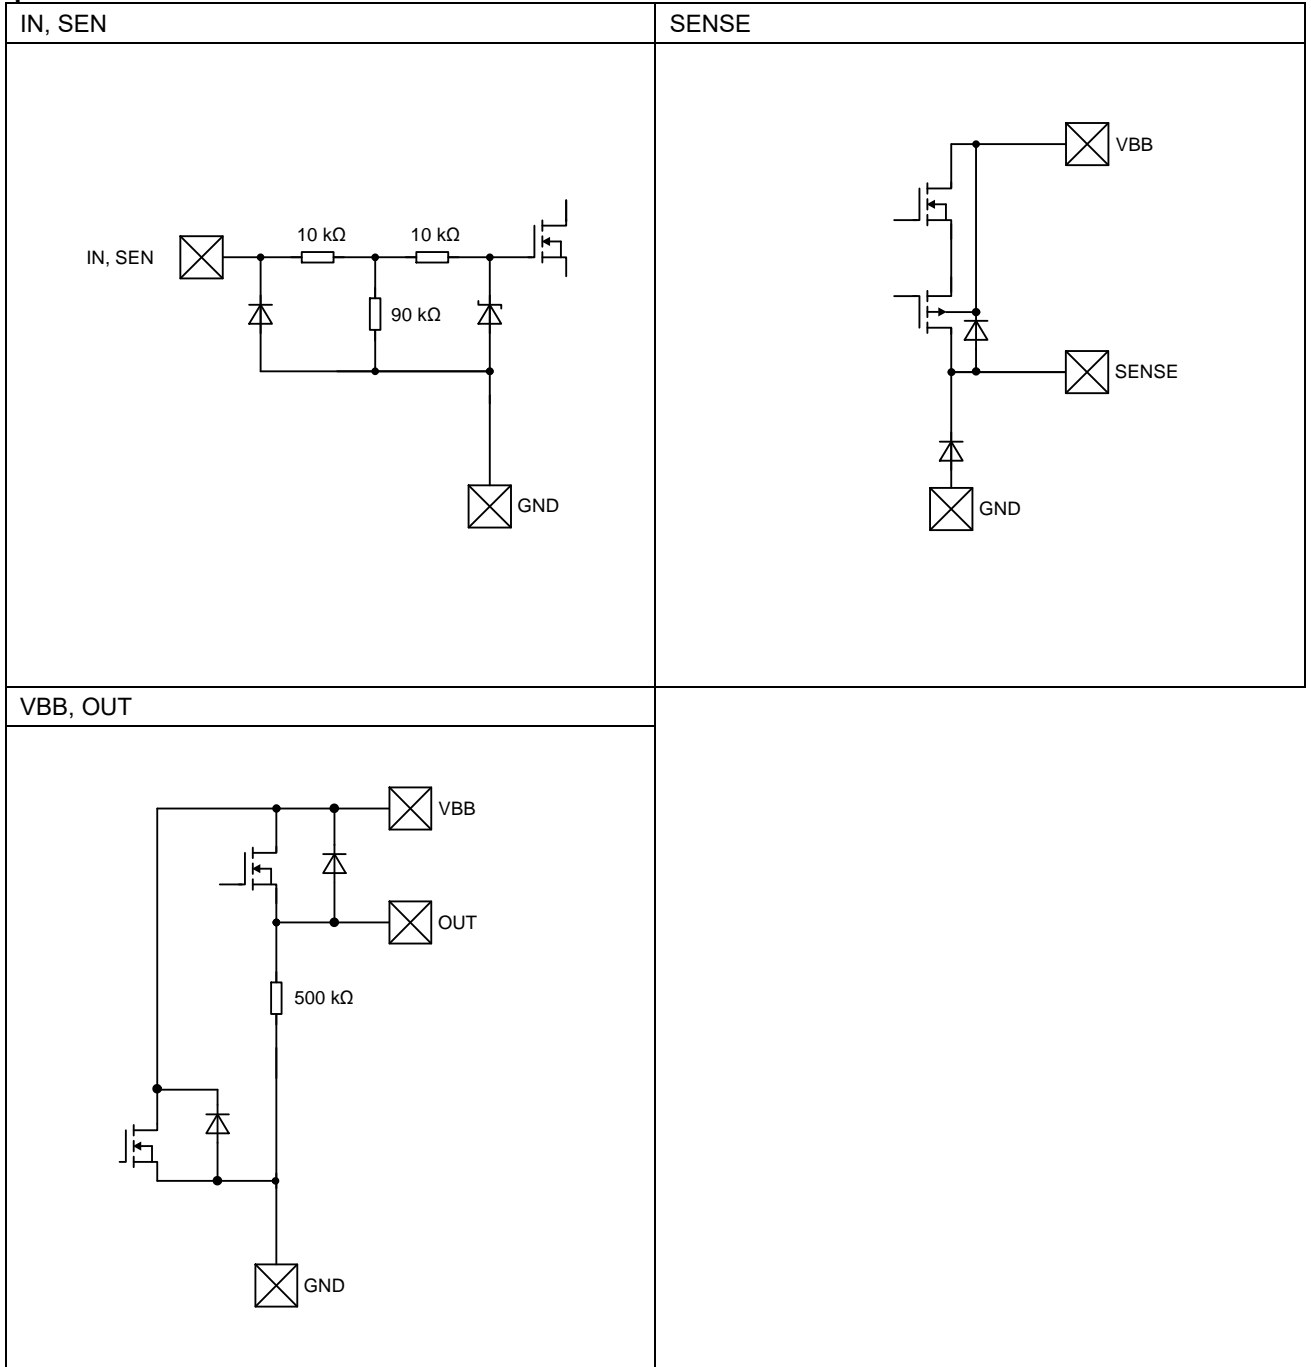 IN, SEN
SENSE
IN, SEN
10 kΩ
10 kΩ
90 kΩ
GND
VBB
SENSE
GND
VBB, OUT
VBB
OUT
500 kΩ
GND